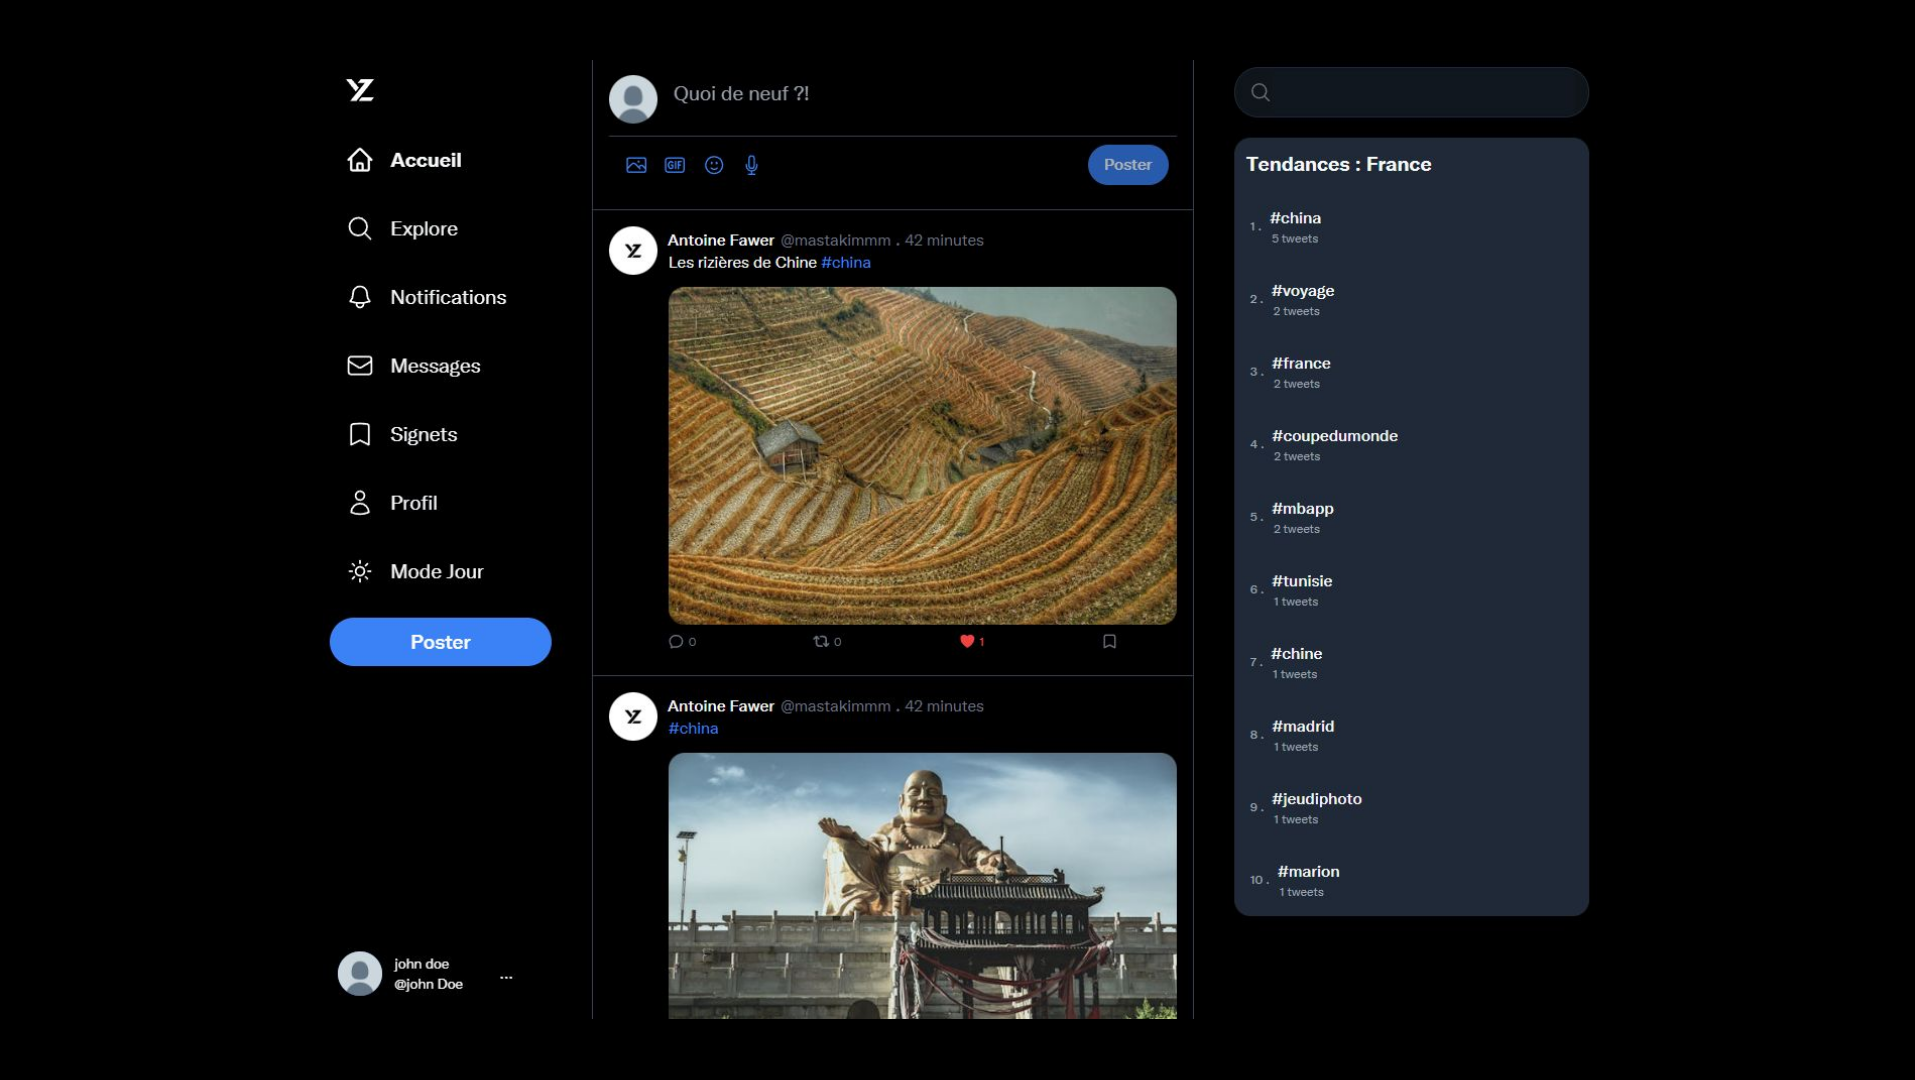 YZ
Accueil
Explore
Notifications
Messages
Signets
Profil
Mode Jour
Poster
john doe
@john Doe
...
Quoi de neuf ?!
GIF
Poster
YZ
Antoine Fawer @mastakimmm . 42 minutes
Les rizières de Chine #china
0
0
1
YZ
Antoine Fawer @mastakimmm . 42 minutes
#china
Tendances : France
1 . #china
5 tweets
2 . #voyage
2 tweets
3 . #france
2 tweets
4 . #coupedumonde
2 tweets
5 . #mbapp
2 tweets
6 . #tunisie
1 tweets
7 . #chine
1 tweets
8 . #madrid
1 tweets
9 . #jeudiphoto
1 tweets
10 . #marion
1 tweets